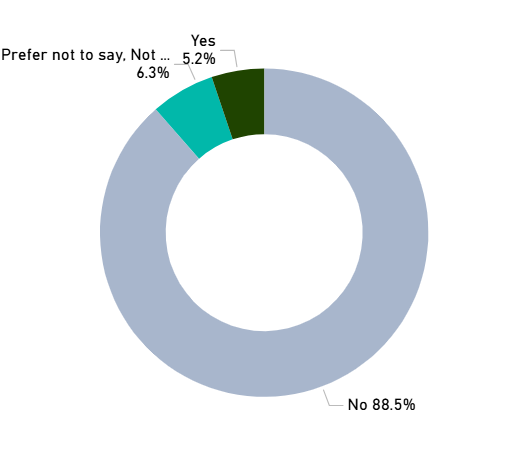 Yes
5.2%
Prefer not to say, Not ...
6.3%
No 88.5%